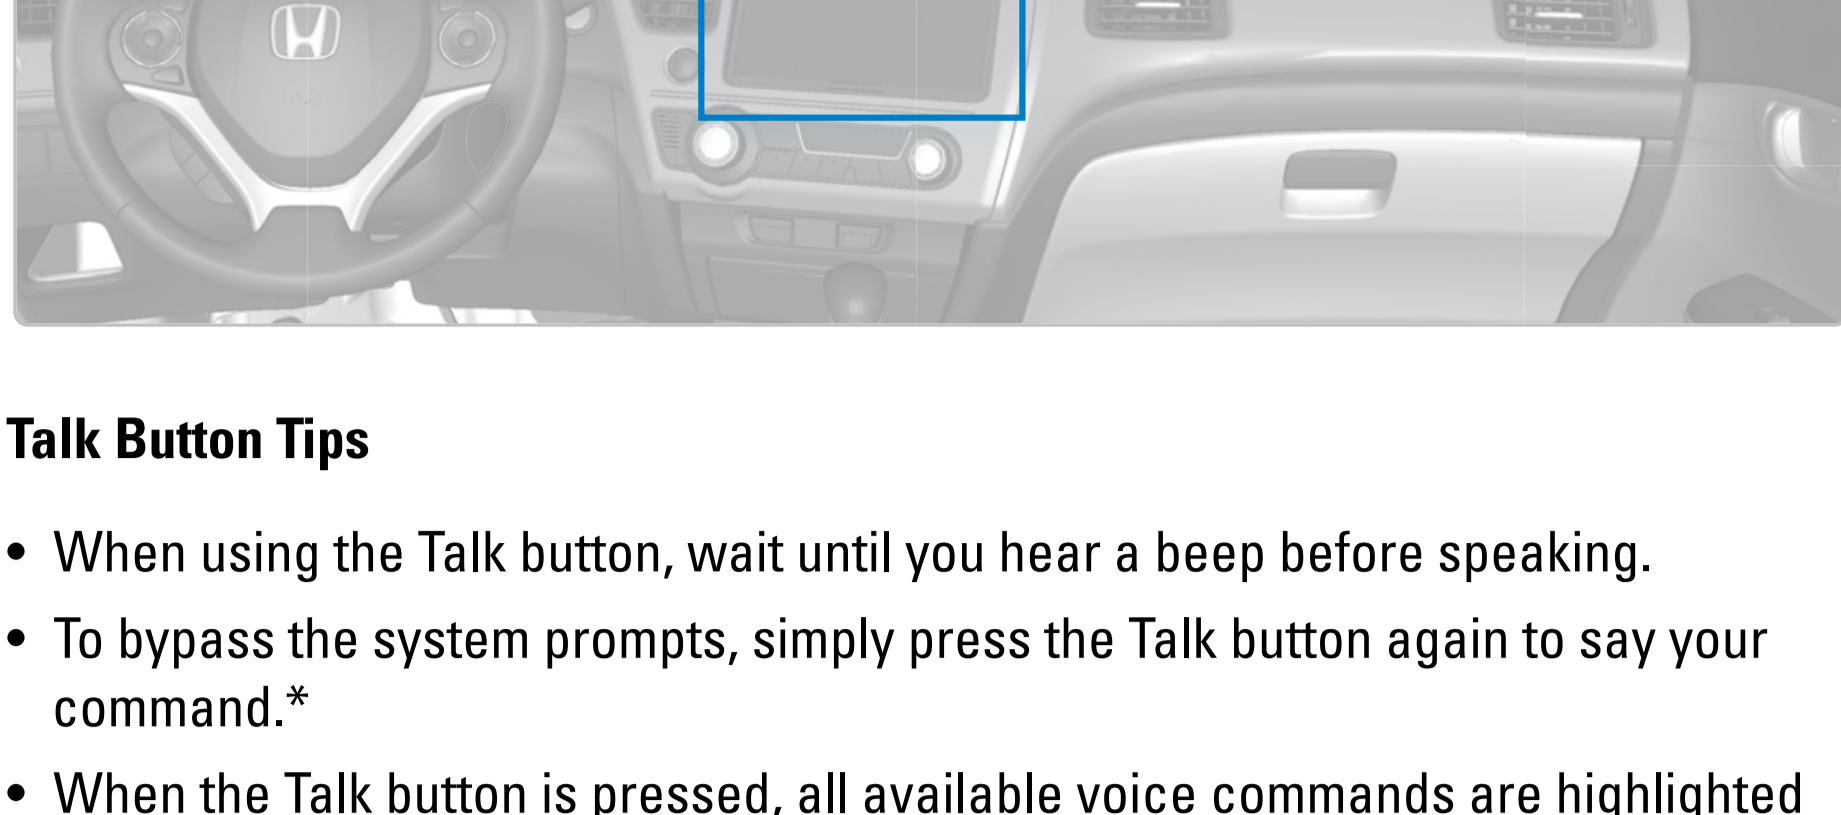 Talk Button Tips
• When using the Talk button, wait until you hear a beep before speaking.
• To bypass the system prompts, simply press the Talk button again to say your
command.*
• When the Talk button is pressed, all available voice commands are highlighted